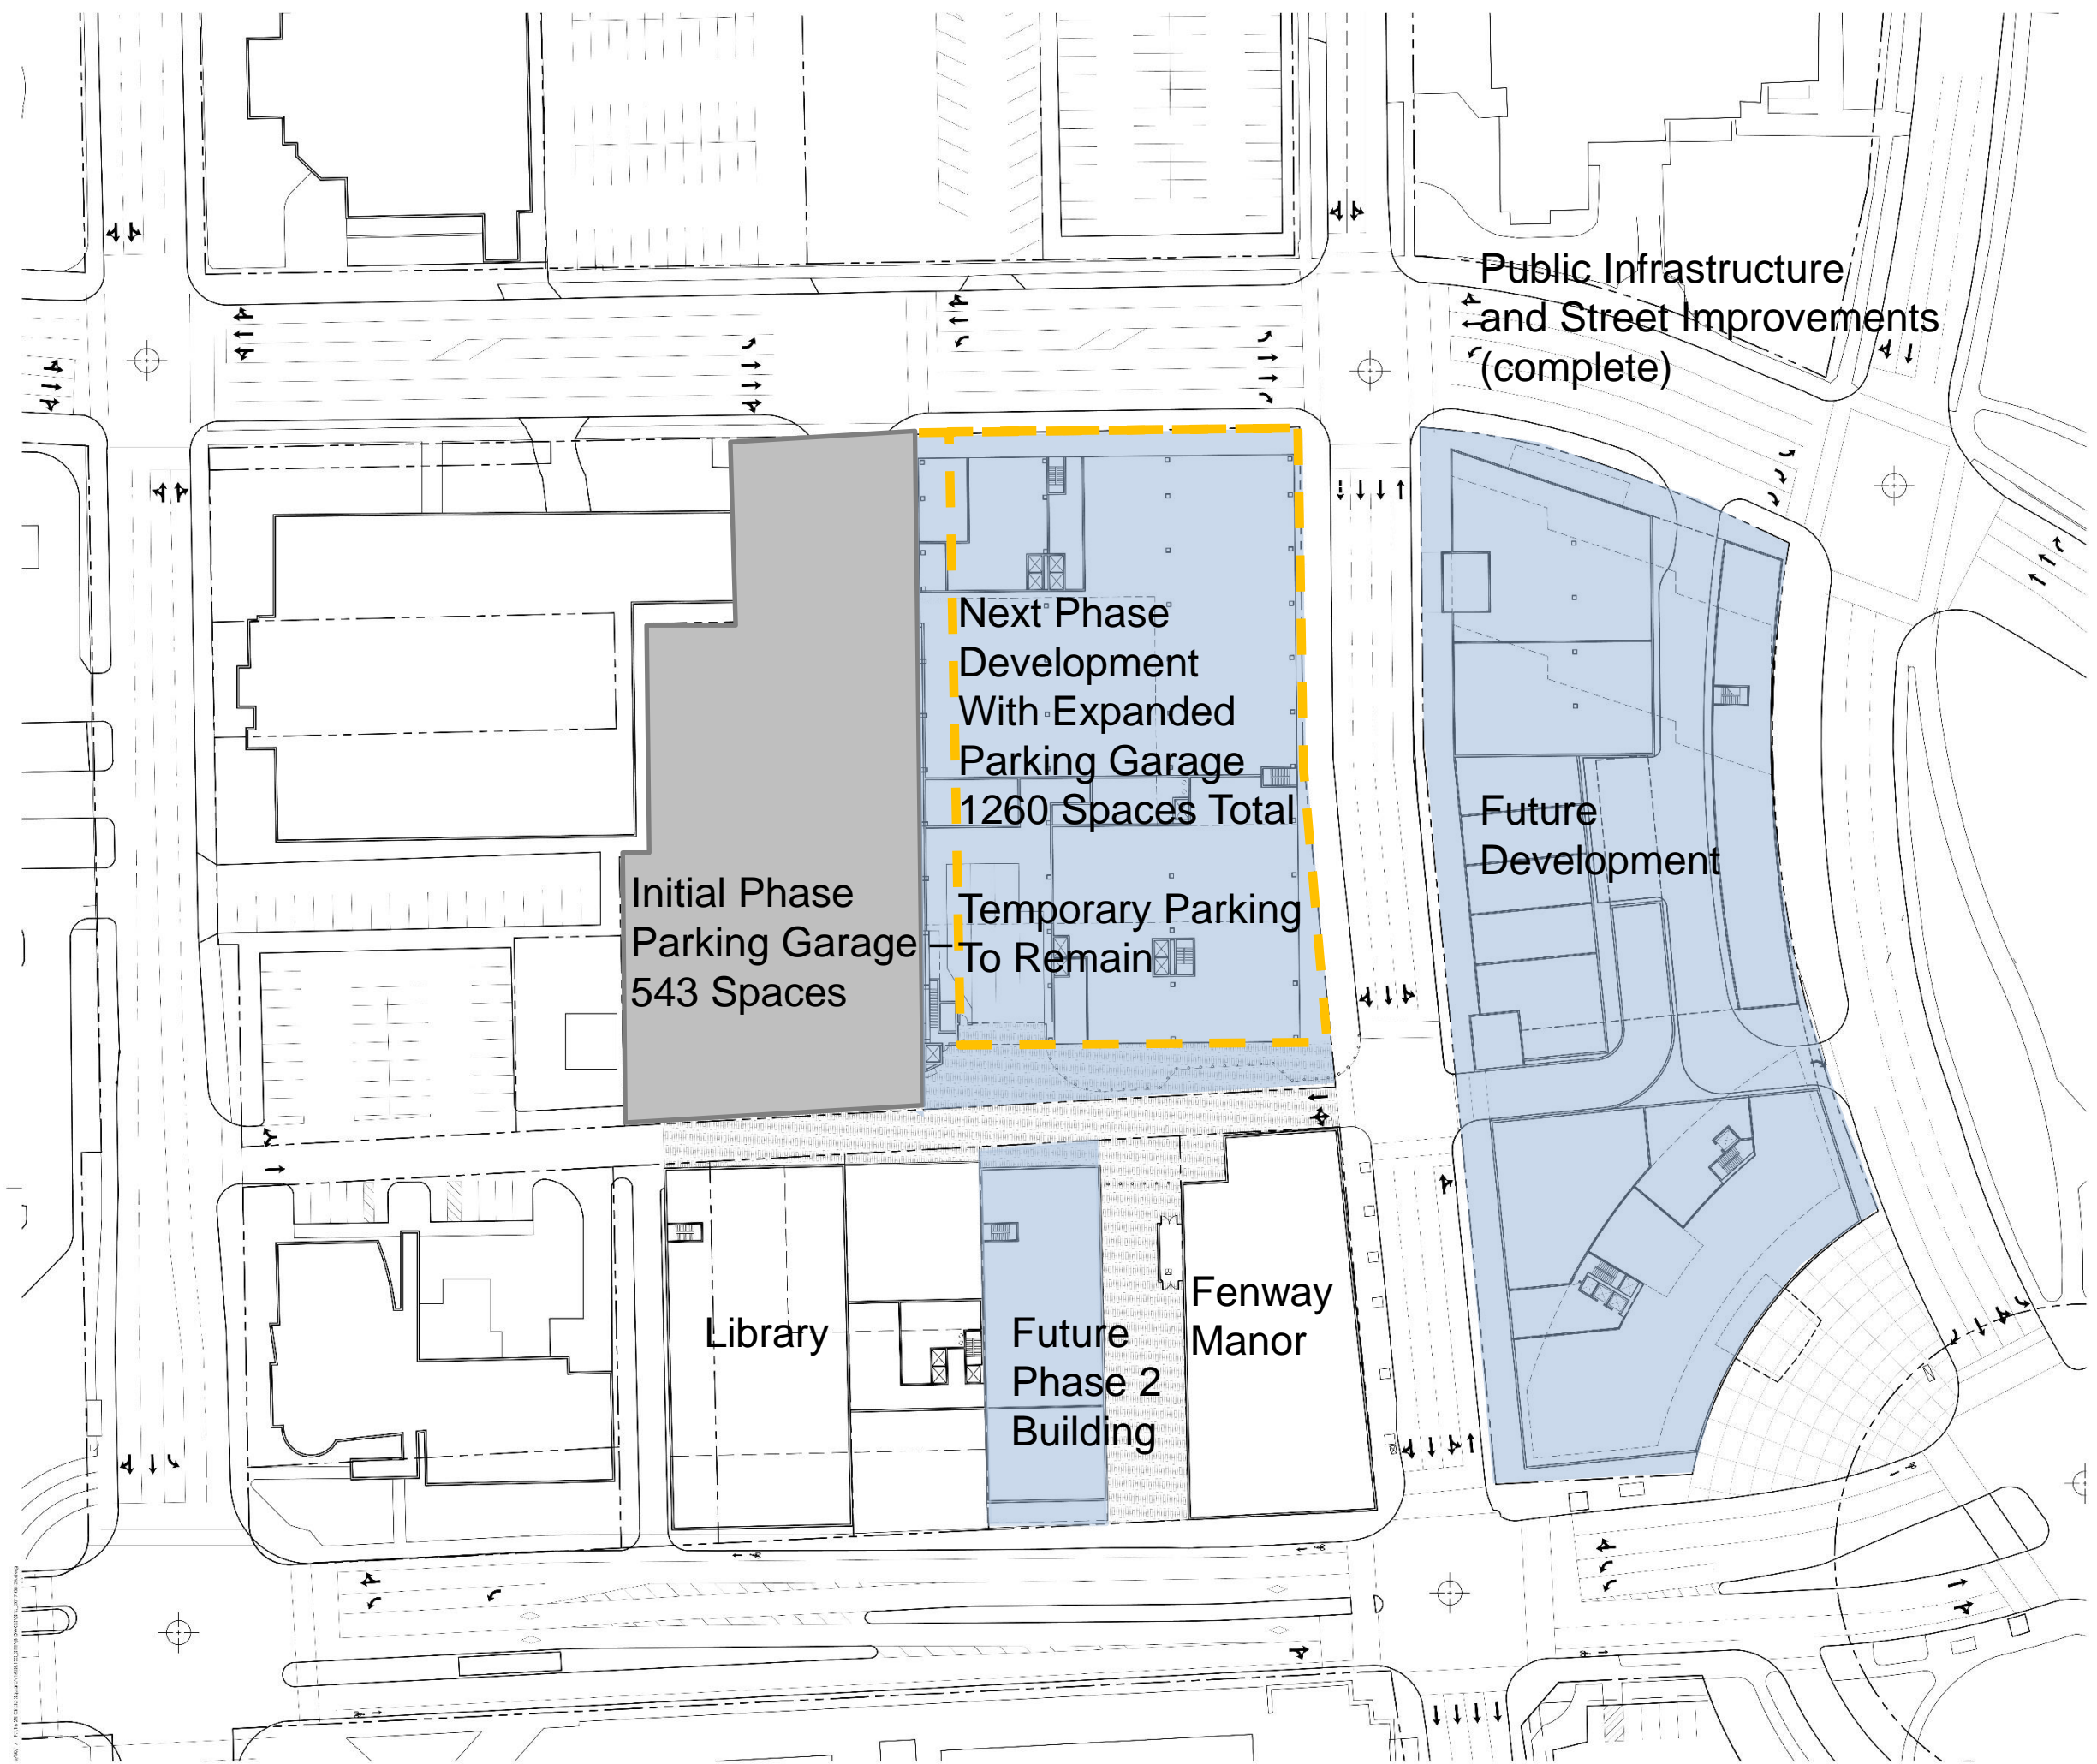 Public Infrastructure
and Street Improvements
(complete)
Next Phase
Development
With Expanded
Parking Garage
1260 Spaces Total
Temporary Parking
To Remain
Initial Phase
Parking Garage –
543 Spaces
Future
Development
Library
Future
Phase 2
Building
Fenway
Manor